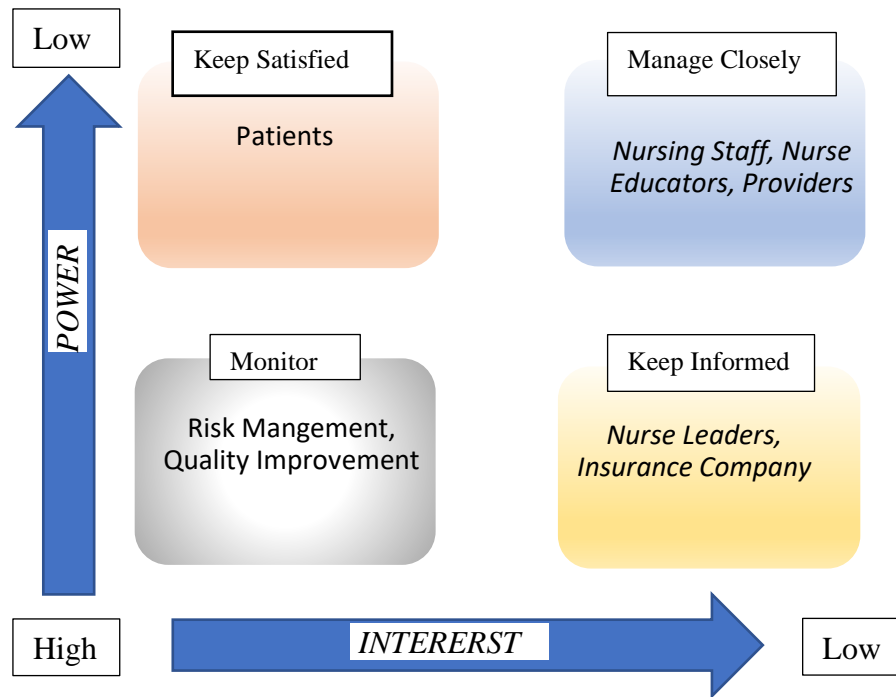 Low
Keep Satisfied
Manage Closely
Patients
Nursing Staff, Nurse
Educators, Providers
POWER
Monitor
Keep Informed
Risk Mangement,
Quality Improvement
Nurse Leaders,
Insurance Company
High
INTERERST
Low